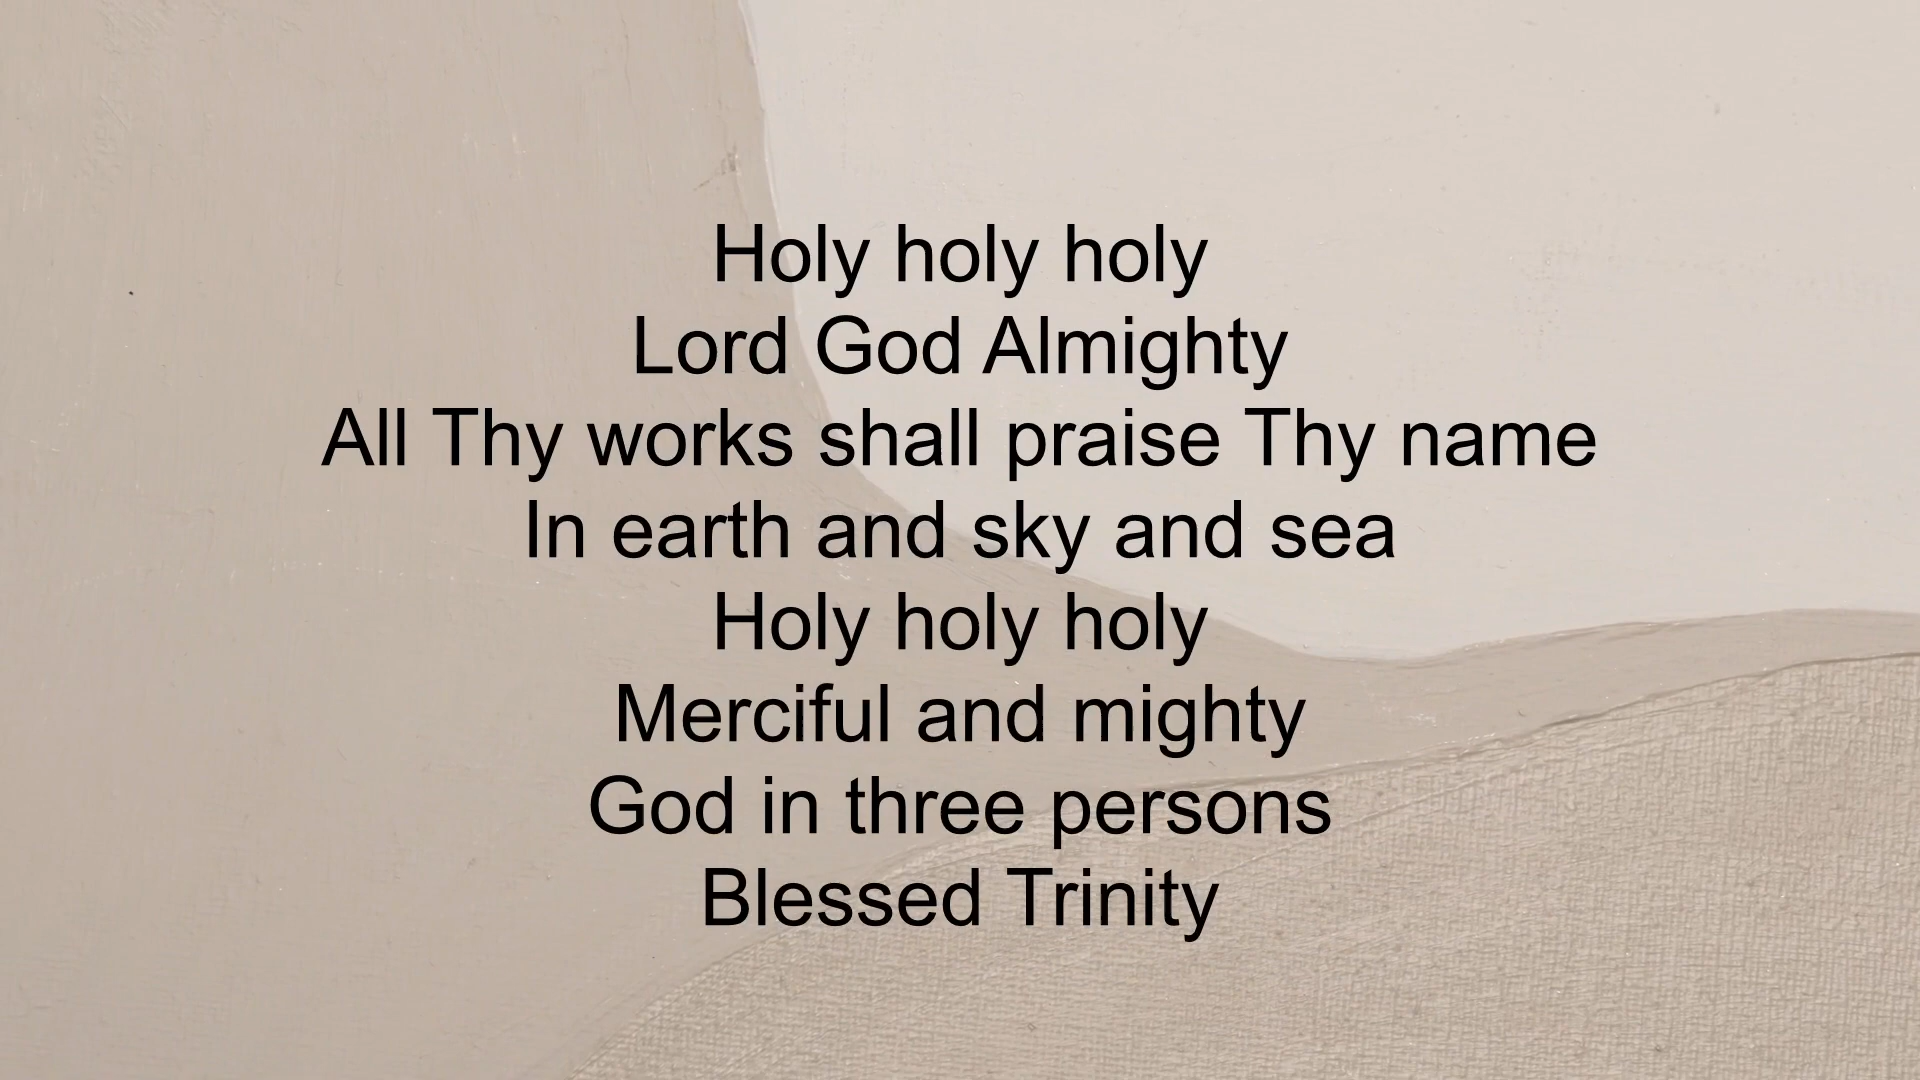 Holy holy holy
Lord God Almighty
All Thy works shall praise Thy name
In earth and sky and sea
Holy holy holy
Merciful and mighty
God in three persons
Blessed Trinity